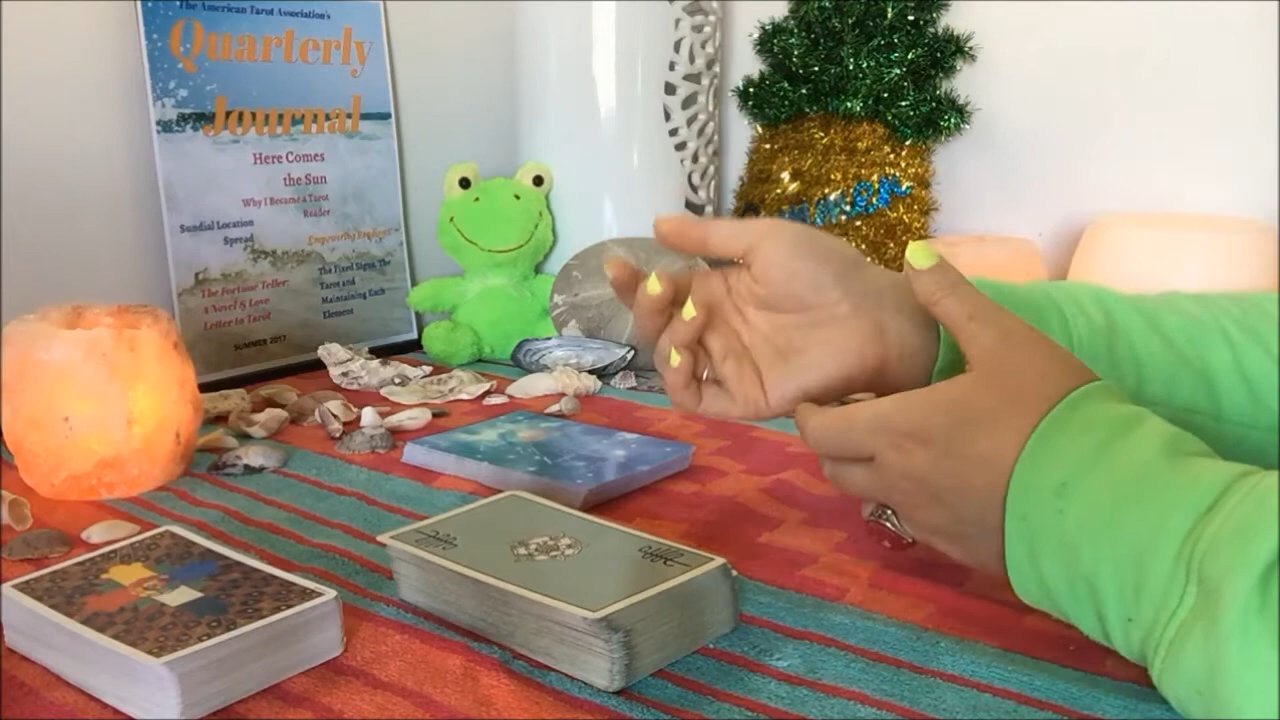 The American Tarot Association's
Quarterly
Journal
Here Comes
the Sun
Why I Became a Tarot
Reader
Sundial Location
Spread
Empowering
The Fortune Teller:
A Novel & Love
Letter to Tarot
The Fixed Signs, The
Tarot and
Maintaining Each
Element
SUMMER 2017